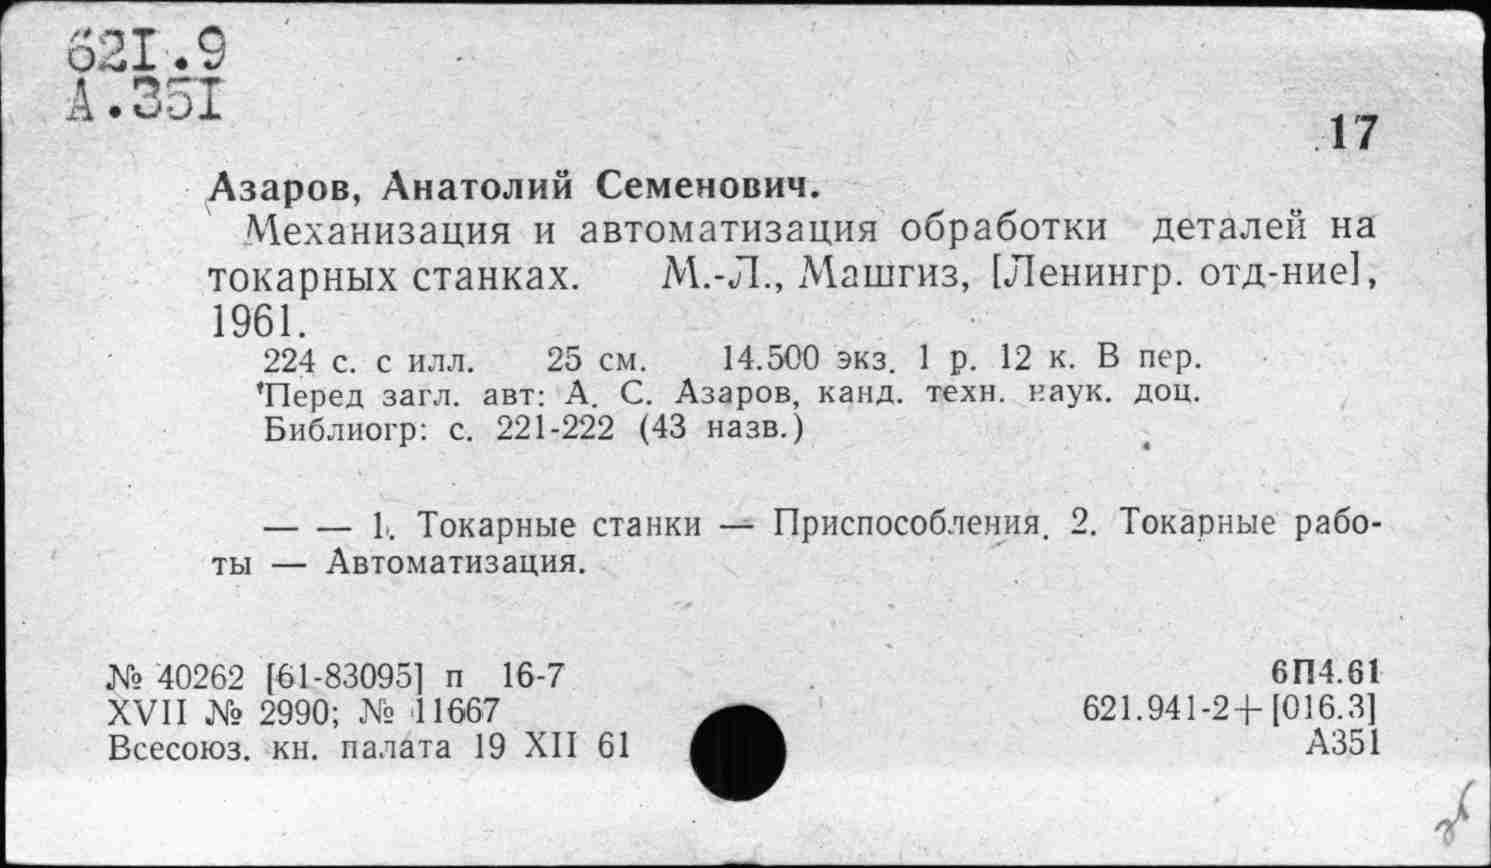 621.9
А.351
17
Азаров, Анатолий Семенович.
Механизация и автоматизация обработки деталей на
токарных станках. М.-Л., Машгиз, [Ленингр. отд-ние],
1961.
224 с. с илл. 25 см. 14.500 экз. 1 р. 12 к. В пер.
Перед загл. авт: А. С. Азаров, канд. техн. наук. доц.
Библиогр: с. 221-222 (43 назв.)
— — 1. Токарные станки — Приспособления. 2. Токарные рабо-
ты — Автоматизация.
№ 40262 [61-83095] п 16-7
6П4.61
XVII № 2990; № 11667
621.941-2+[016.3]
Всесоюз. кн. палата 19 XII 61
А351